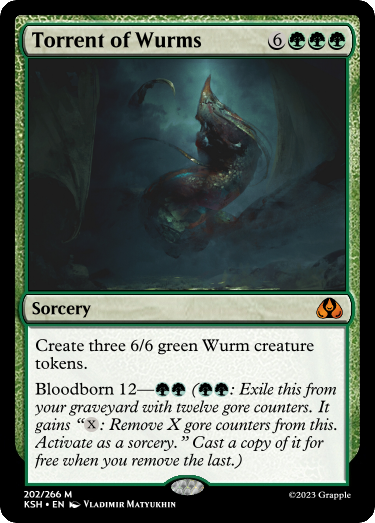 Torrent of Wurms 6
Sorcery
Create three 6/6 green Wurm creature
tokens.
Bloodborn 12— ( : Exile this from
your graveyard with twelve gore counters. It
gains “X: Remove X gore counters from this.
Activate as a sorcery.” Cast a copy of it for
free when you remove the last.)
202/266 M
KSH • EN Vladimir Matyukhin
©2023 Grapple